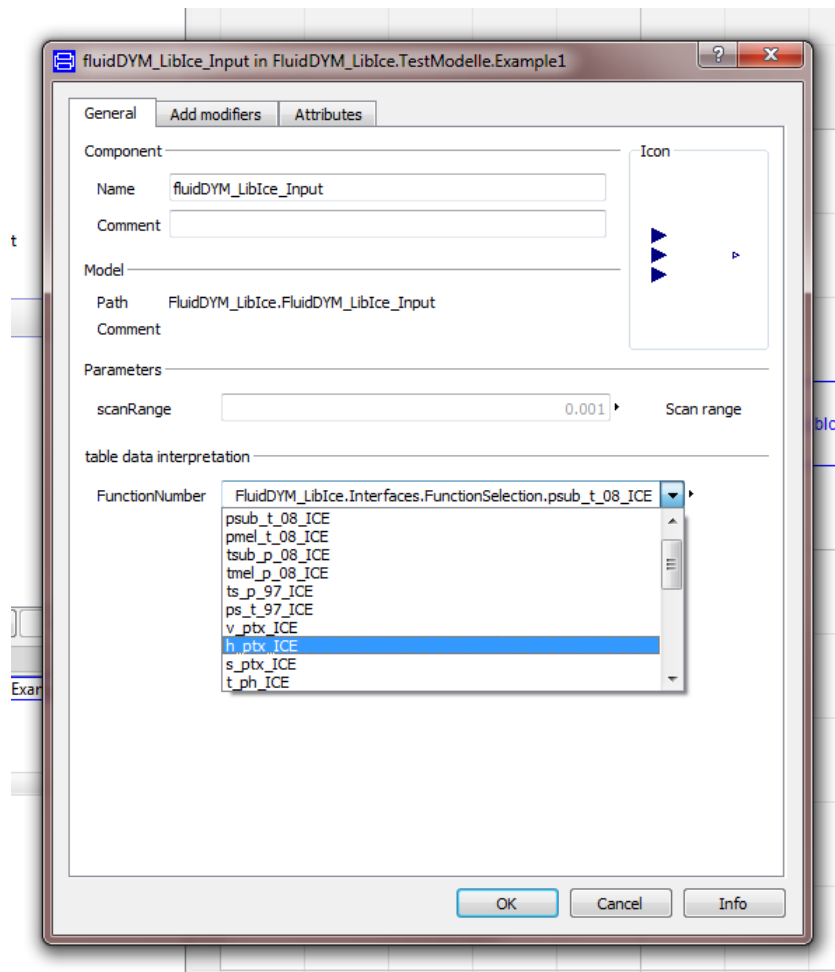 fluidDYM_LibIce_Input in FluidDYM_LibIce.TestModelle.Example1
?
X
General Add modifiers Attributes
Component
Icon
Name fluidDYM_LibIce_Input
Comment
t
Model
Path FluidDYM_LibIce.FluidDYM_LibIce_Input
Comment
Parameters
scanRange 0.001 Scan range
table data interpretation
FunctionNumber FluidDYM_LibIce.Interfaces.FunctionSelection.psub_t_08_ICE
psub_t_08_ICE
pmel_t_08_ICE
tsub_p_08_ICE
tmel_p_08_ICE
ts_p_97_ICE
ps_t_97_ICE
v_ptx_ICE
h_ptx_ICE
s_ptx_ICE
t_ph_ICE
Exar
OK Cancel Info